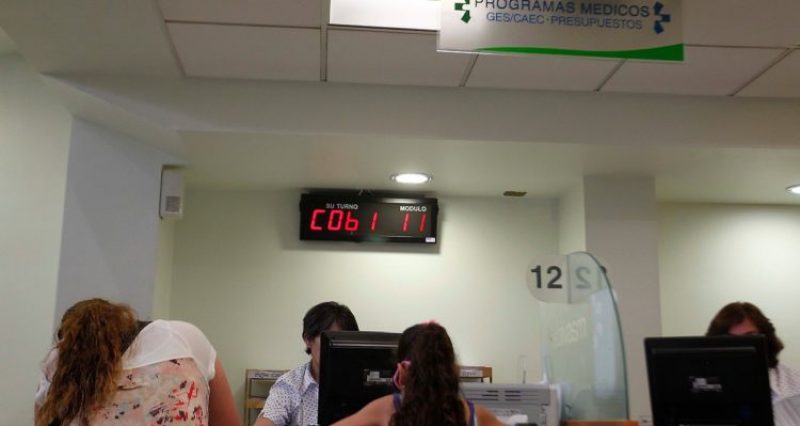 PROGRAMAS MEDICOS
GES/CAEC · PRESUPUESTOS
SU TURNO MODULO
C061 11
12